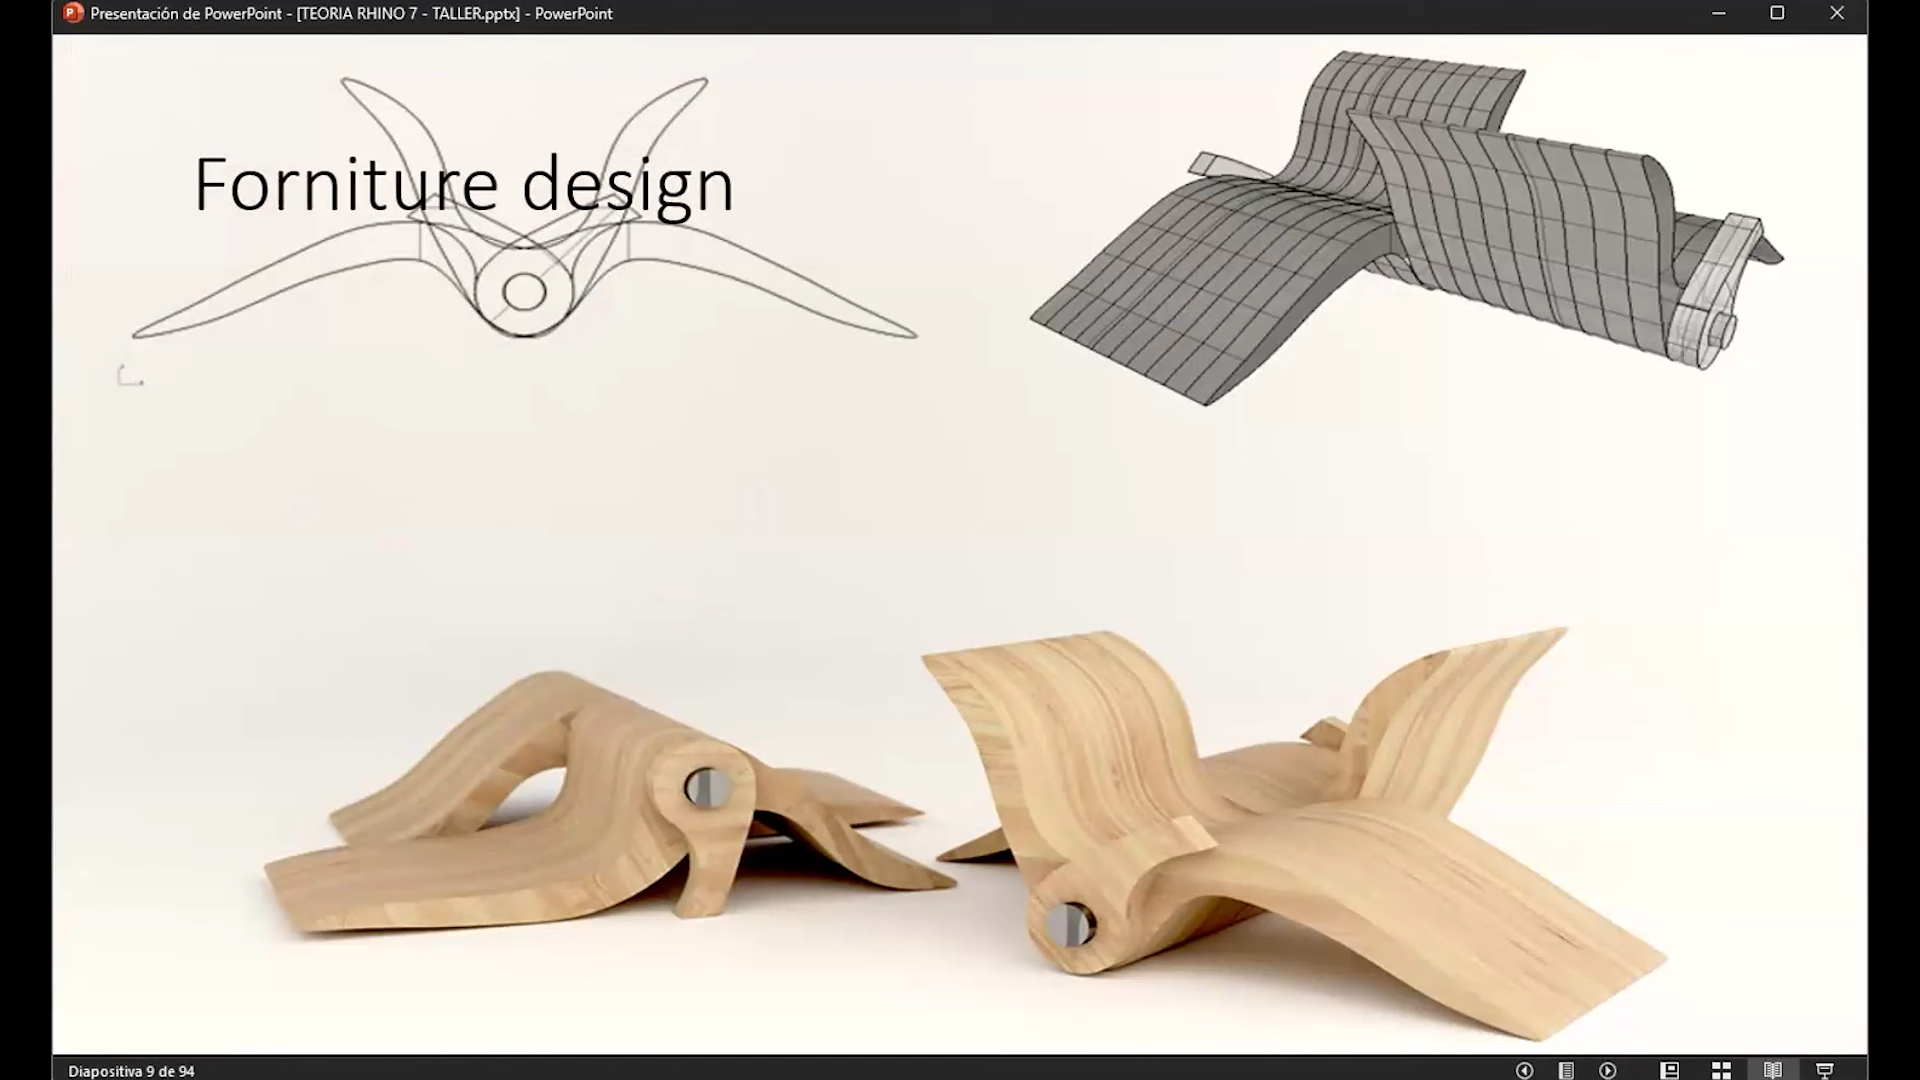 Presentación de PowerPoint - [TEORIA RHINO 7 - TALLER.pptx] - PowerPoint
Forniture design
Diapositiva 9 de 94